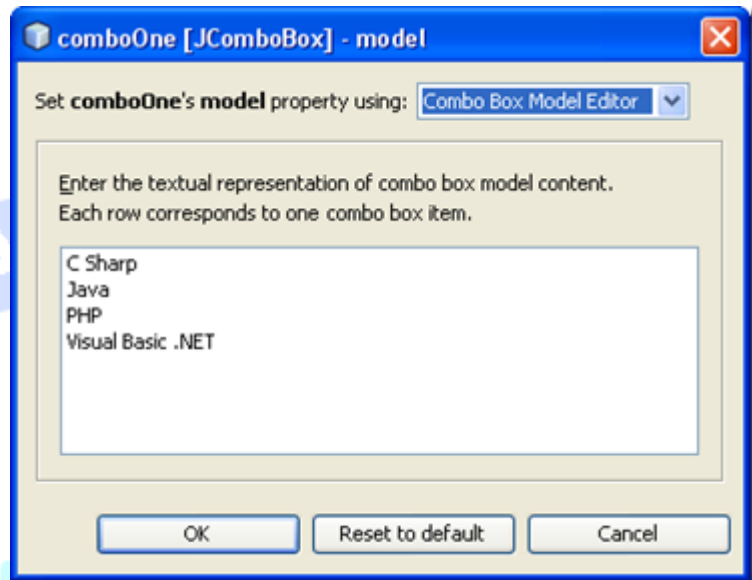 comboOne [JComboBox] - model
Set comboOne's model property using: Combo Box Model Editor
Enter the textual representation of combo box model content.
Each row corresponds to one combo box item.
C Sharp
Java
PHP
Visual Basic .NET
OK Reset to default Cancel